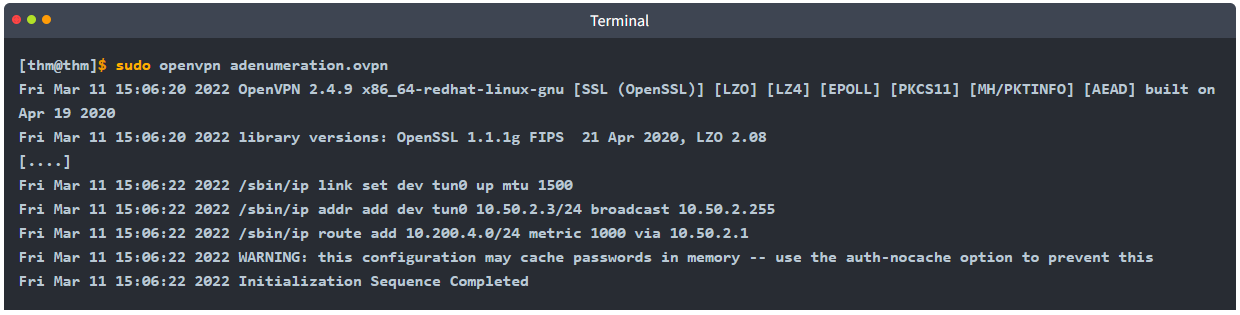 Terminal
[thm@thm]$ sudo openvpn adenumeration.ovpn
Fri Mar 11 15:06:20 2022 OpenVPN 2.4.9 x86_64-redhat-linux-gnu [SSL (OpenSSL)] [LZO] [LZ4] [EPOLL] [PKCS11] [MH/PKTINFO] [AEAD] built on
Apr 19 2020
Fri Mar 11 15:06:20 2022 library versions: OpenSSL 1.1.1g FIPS  21 Apr 2020, LZO 2.08
[....]
Fri Mar 11 15:06:22 2022 /sbin/ip link set dev tun0 up mtu 1500
Fri Mar 11 15:06:22 2022 /sbin/ip addr add dev tun0 10.50.2.3/24 broadcast 10.50.2.255
Fri Mar 11 15:06:22 2022 /sbin/ip route add 10.200.4.0/24 metric 1000 via 10.50.2.1
Fri Mar 11 15:06:22 2022 WARNING: this configuration may cache passwords in memory -- use the auth-nocache option to prevent this
Fri Mar 11 15:06:22 2022 Initialization Sequence Completed